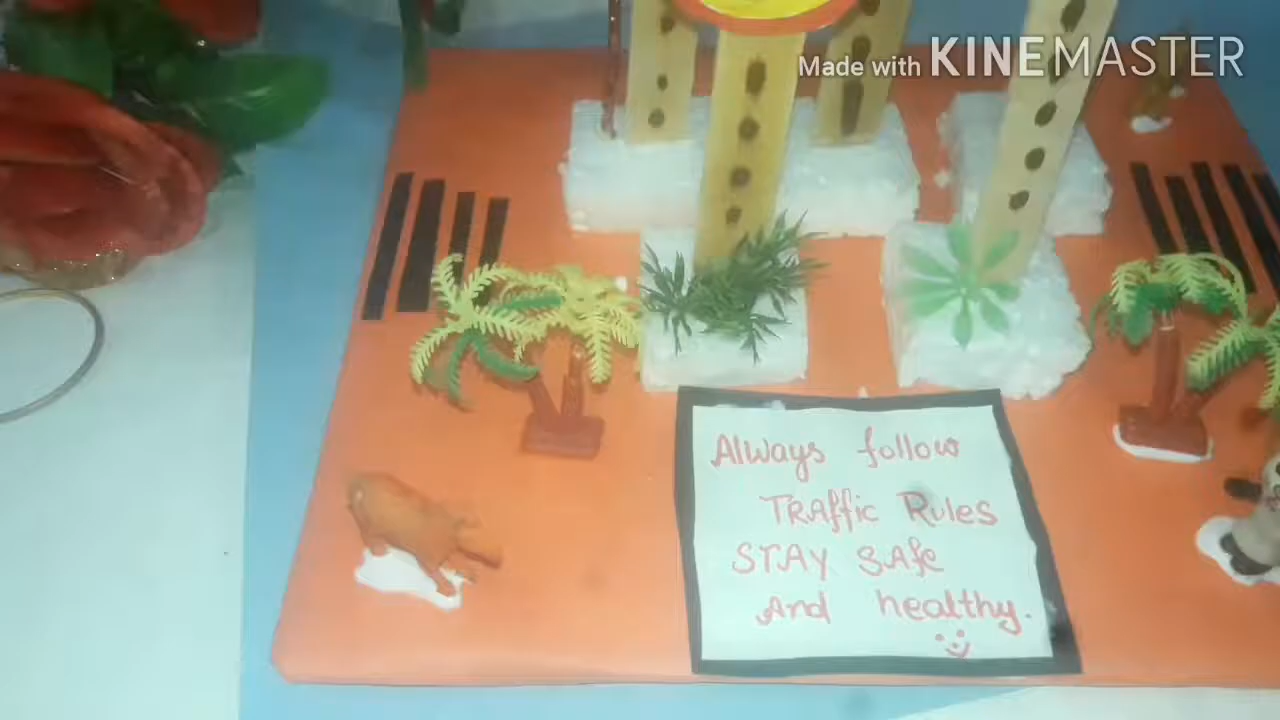 Made with KINEMASTER
Always follow
TRAffic Rules
STAY SAfe
And healthy.